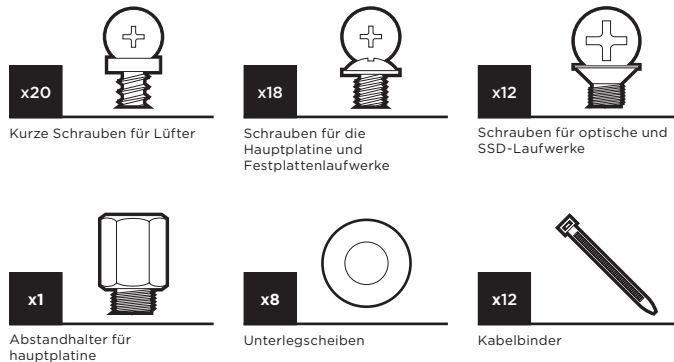 x20
Kurze Schrauben für Lüfter
x18
Schrauben für die
Hauptplatine und
Festplattenlaufwerke
x12
Schrauben für optische und
SSD-Laufwerke
x1
Abstandhalter für
hauptplatine
x8
Unterlegscheiben
x12
Kabelbinder